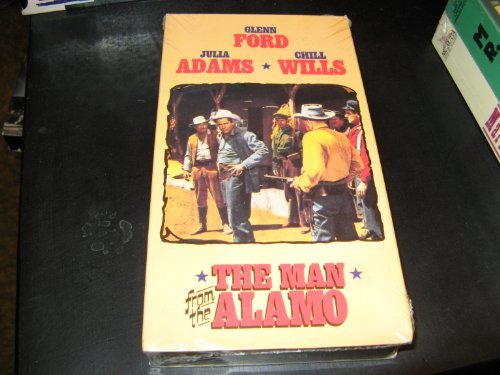 GLENN
FORD
JULIA CHILL
ADAMS ★ WILLS
★ THE MAN ★
from the
ALAMO